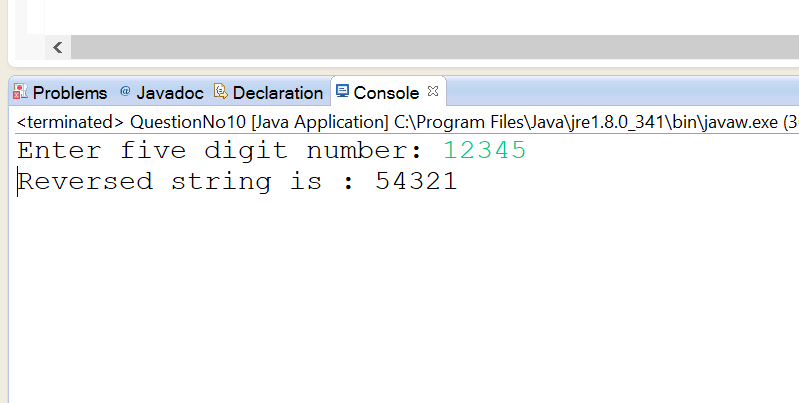 Problems @ Javadoc Declaration Console
<terminated> QuestionNo10 [Java Application] C:\Program Files\Java\jre1.8.0_341\bin\javaw.exe
Enter five digit number: 12345
Reversed string is : 54321